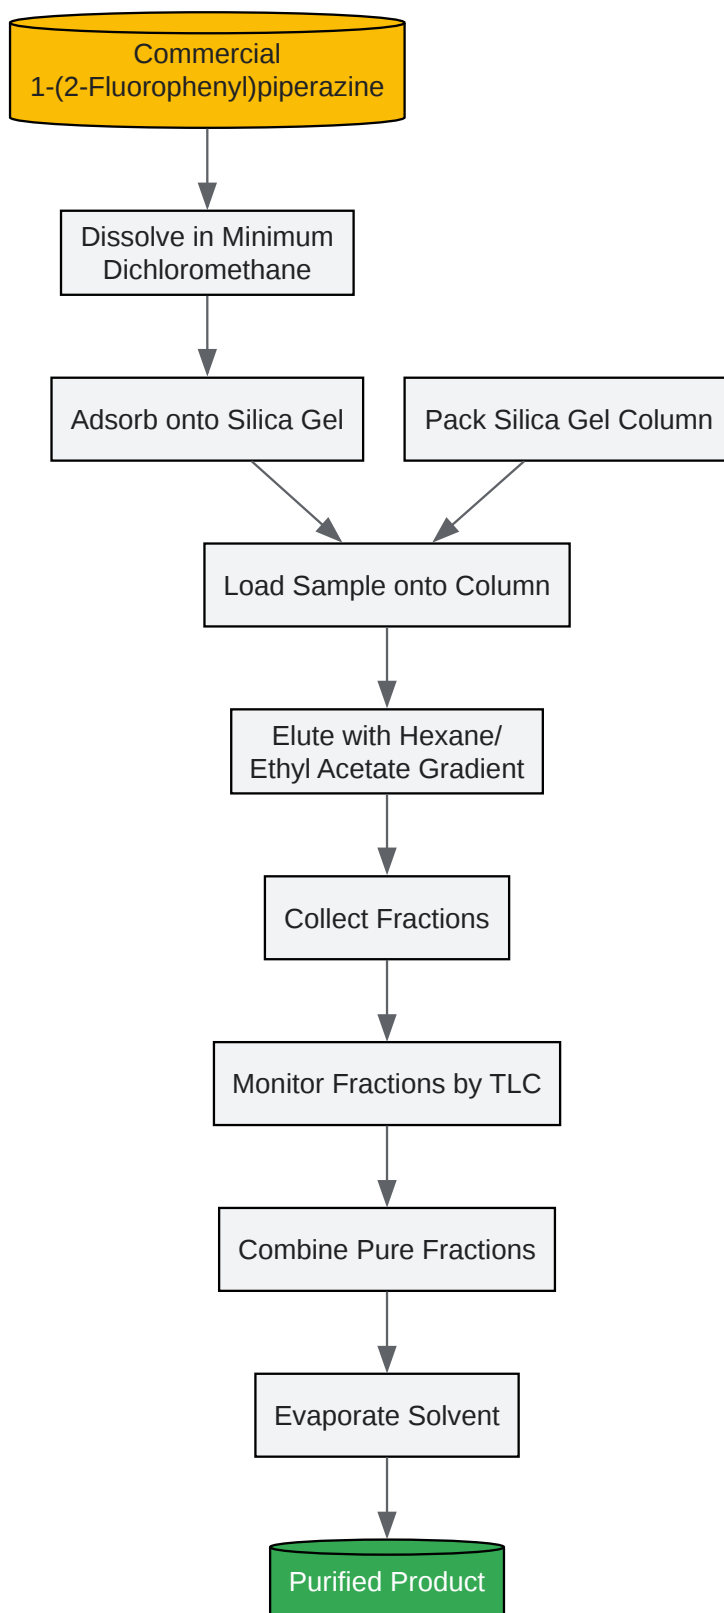 Commercial
1-(2-Fluorophenyl)piperazine
Dissolve in Minimum
Dichloromethane
Adsorb onto Silica Gel
Pack Silica Gel Column
Load Sample onto Column
Elute with Hexane/
Ethyl Acetate Gradient
Collect Fractions
Monitor Fractions by TLC
Combine Pure Fractions
Evaporate Solvent
Purified Product